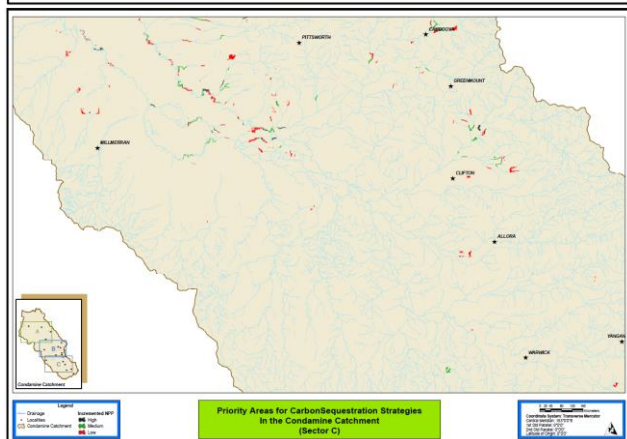 PITTSWORTH
CAMBOOYA
GREENMOUNT
MILLMERRAN
CLIFTON
ALLORA
YANGAN
WARWICK
A
B
C
Condamine Catchment
Legend
Drainage
Localities
Condamine Catchment
Incremented NPP
High
Medium
Low
Priority Areas for CarbonSequestration Strategies
In the Condamine Catchment
(Sector C)
Coordinate System: Transverse Mercator